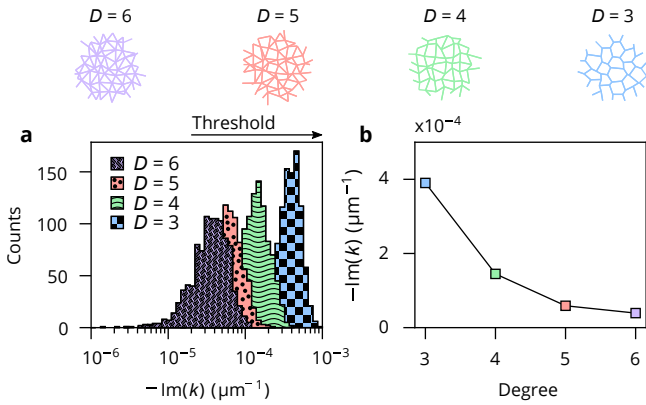 D = 6 D = 5 D = 4 D = 3
a Threshold b
D = 6
D = 5
D = 4
D = 3
150
100
50
0
Counts
10⁻⁶ 10⁻⁵ 10⁻⁴ 10⁻³
−Im(k) (μm⁻¹)
x10⁻⁴
4
2
0
−Im(k) (μm⁻¹)
3 4 5 6
Degree